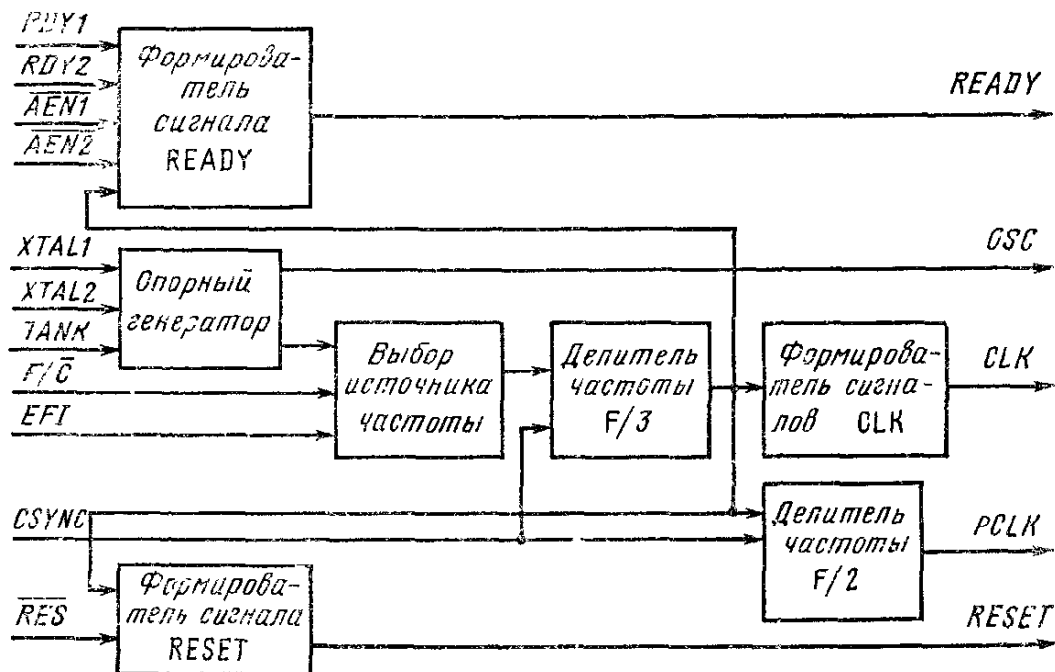 RDY1
RDY2
AEN1
AEN2
Формирова-
тель
сигнала
READY
READY
XTAL1
XTAL2
TANK
F/C̅
EFI
Опорный
генератор
OSC
Выбор
источника
частоты
Делитель
частоты
F/3
Формирова-
тель сигна-
лов CLK
CLK
CSYNC
Делитель
частоты
F/2
PCLK
RES
Формирова-
тель сигнала
RESET
RESET